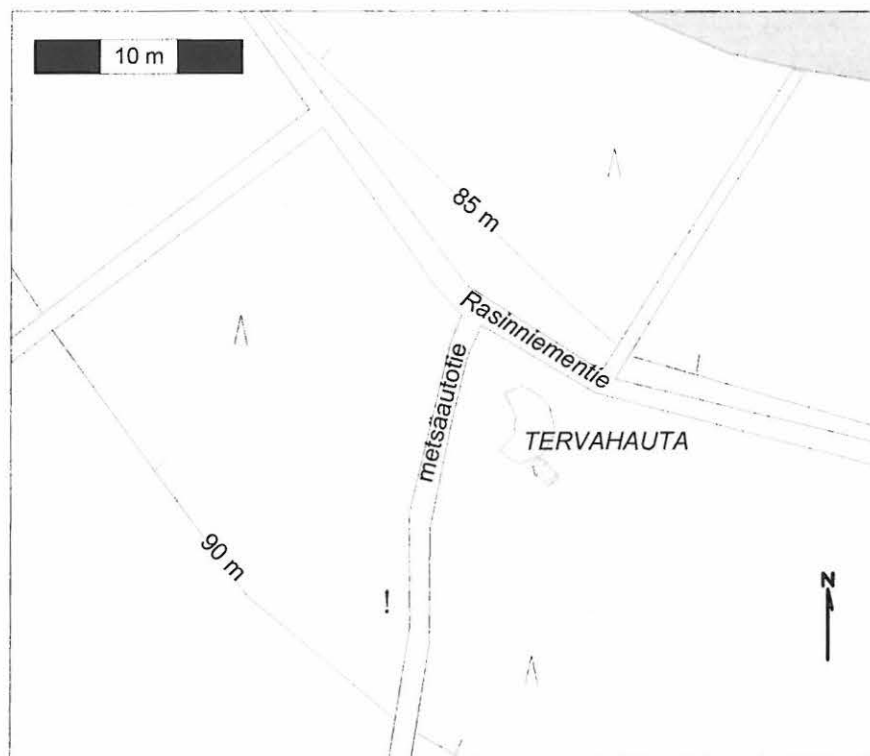 10 m
85 m
Rasinniementie
metsäautotie
TERVAHAUTA
90 m
!
N